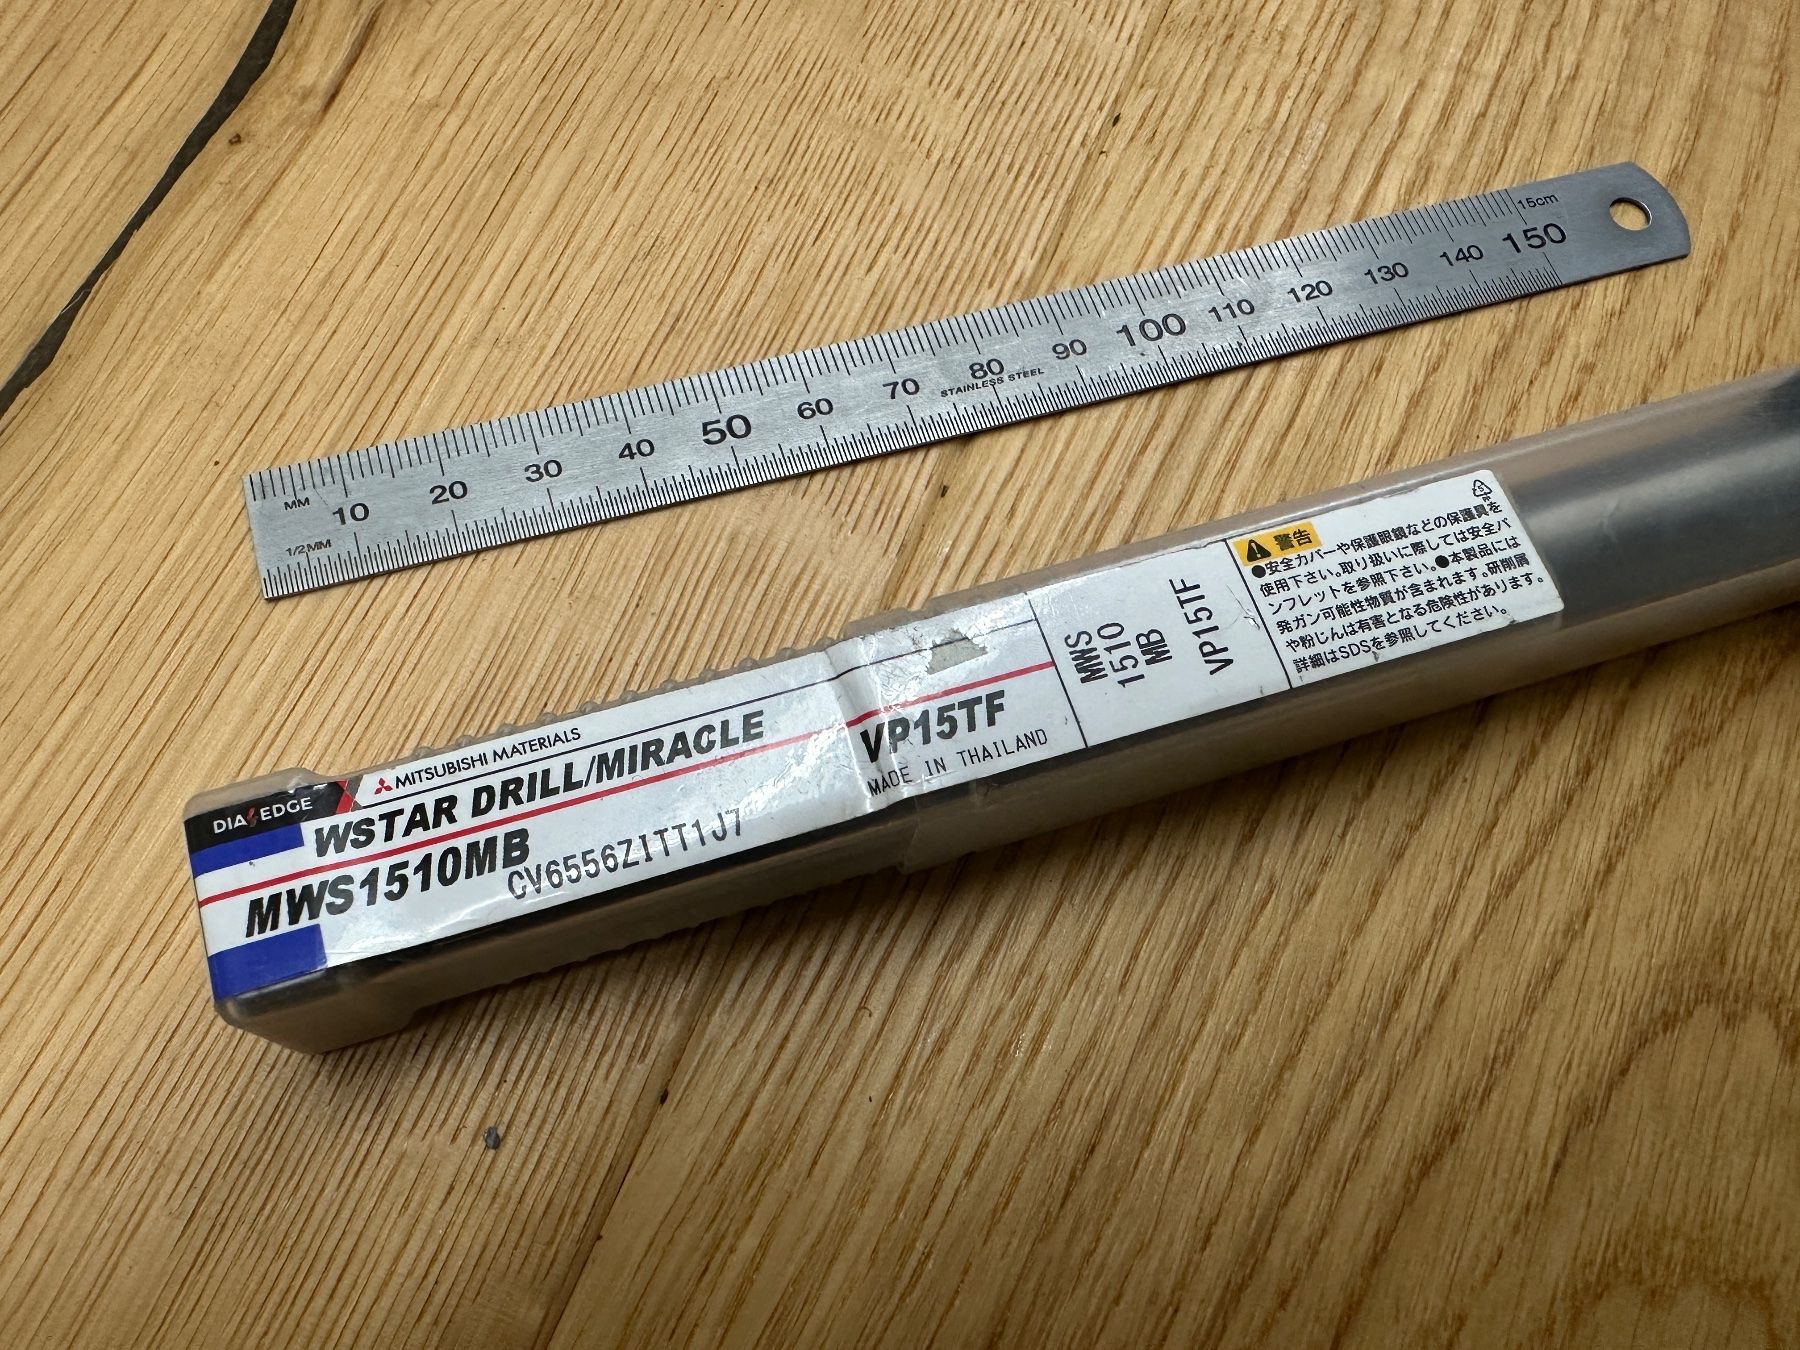 15cm
10 20 30 40 50 60 70 80 90 100 110 120 130 140 150
MM
1/2MM
STAINLESS STEEL
DIAEDGE
MITSUBISHI MATERIALS
WSTAR DRILL/MIRACLE
MWS1510MB
VP15TF
CV6556ZITT1J7
MADE IN THAILAND
MWS
1510
MB
VP15TF
警告
●安全カバーや保護眼鏡などの保護具を
使用下さい。取り扱いに際しては安全パ
ンフレットを参照下さい。●本製品には
発ガン可能性物質が含まれます。研削屑
や粉じんは有害となる危険性があります。
詳細はSDSを参照してください。
5